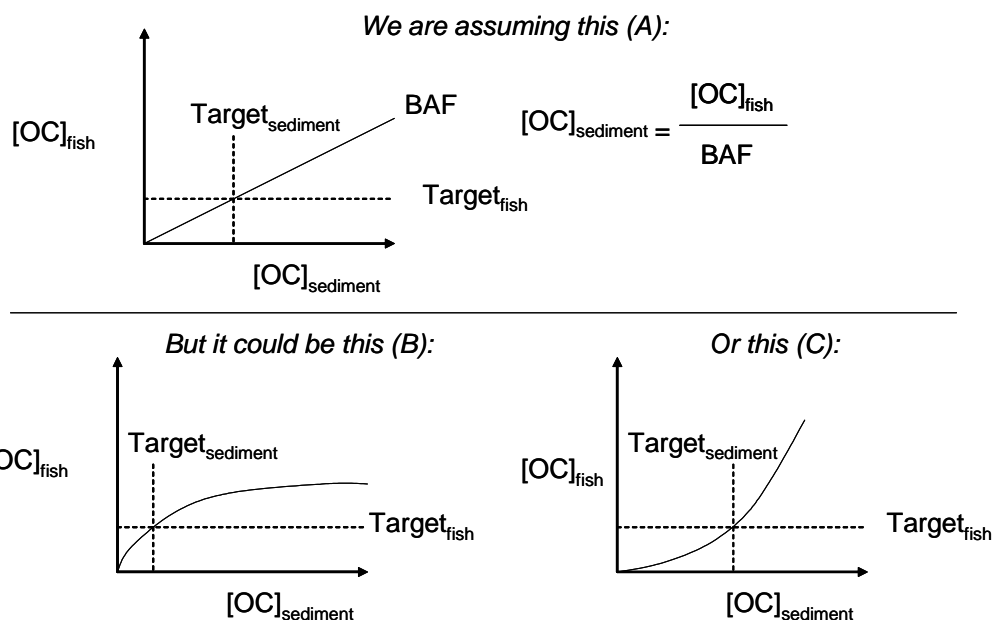 We are assuming this (A):
[OC]fish
Targetsediment
BAF
[OC]sediment = [OC]fish
BAF
Targetfish
[OC]sediment
But it could be this (B):
OC]fish
Targetsediment
Targetfish
[OC]sediment
Or this (C):
[OC]fish
Targetsediment
Targetfish
[OC]sediment